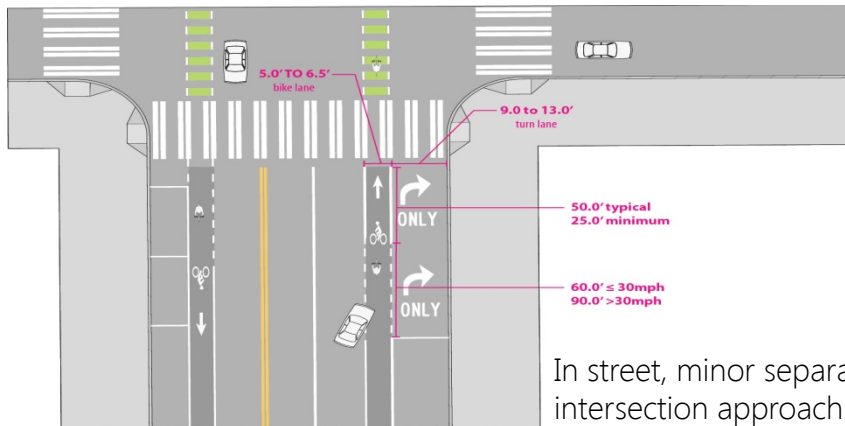 5.0' TO 6.5'
bike lane
9.0 to 13.0'
turn lane
ONLY
50.0' typical
25.0' minimum
ONLY
60.0' ≤ 30mph
90.0' >30mph
In street, minor
intersection approach